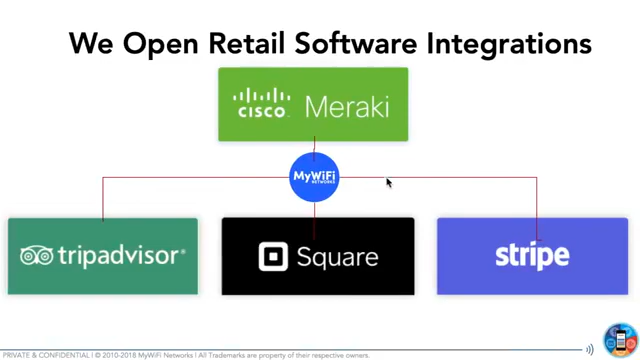 We Open Retail Software Integrations
CISCO Meraki
MyWiFi
NETWORKS
tripadvisor®
Square
stripe
PRIVATE & CONFIDENTIAL I © 2010-2018 MyWiFi Networks I All Trademarks are property of their respective owners.